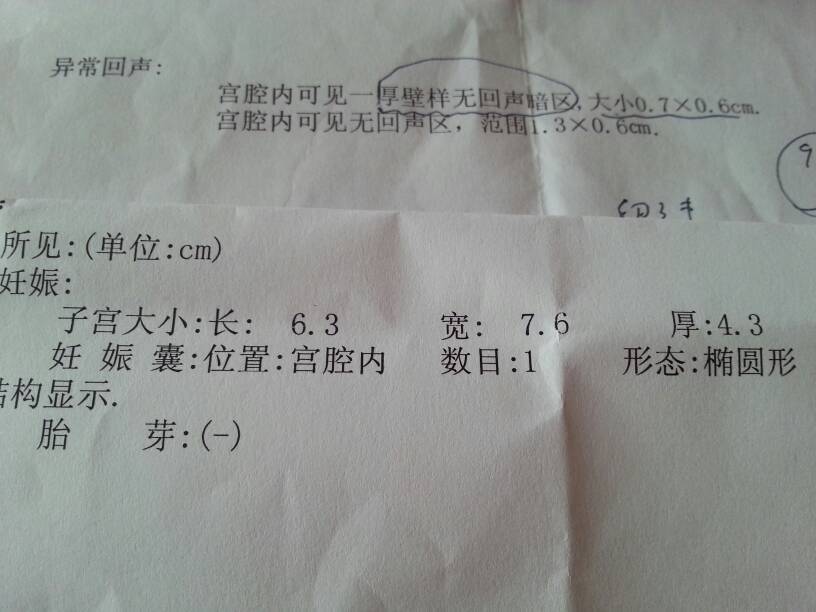 异常回声:
宫腔内可见一厚壁样无回声暗区,大小0.7×0.6cm.
宫腔内可见无回声区,范围1.3×0.6cm.
9
所见:(单位:cm)
妊娠:
子宫大小:长: 6.3 宽: 7.6 厚:4.3
妊 娠 囊:位置:宫腔内 数目:1 形态:椭圆形
结构显示.
胎 芽:(-)